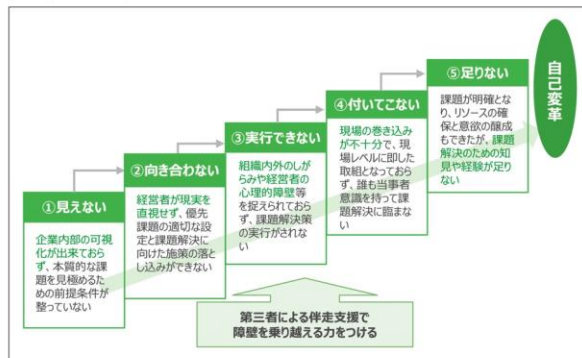 ①見えない
企業内部の可視
化が出来ておら
ず、本質的な課
題を見極めるた
めの前提条件が
整っていない
②向き合わない
経営者が現実を
直視せず、優先
課題の適切な設
定と課題解決に
向けた施策の落
とし込みができない
③実行できない
組織内外のしが
らみや経営者の
心理的障壁等
を捉えられておら
ず、課題解決策
の実行がされな
い
④付いてこない
現場の巻き込み
が不十分で、現
場レベルに即した
取組となっておら
ず、誰も当事者
意識を持って課
題解決に臨まな
い
⑤足りない
課題が明確とな
り、リソースの確
保と意欲の醸成
もできたが、課題
解決のための知
見や経験が足り
ない
自己変革
第三者による伴走支援で
障壁を乗り越える力をつける